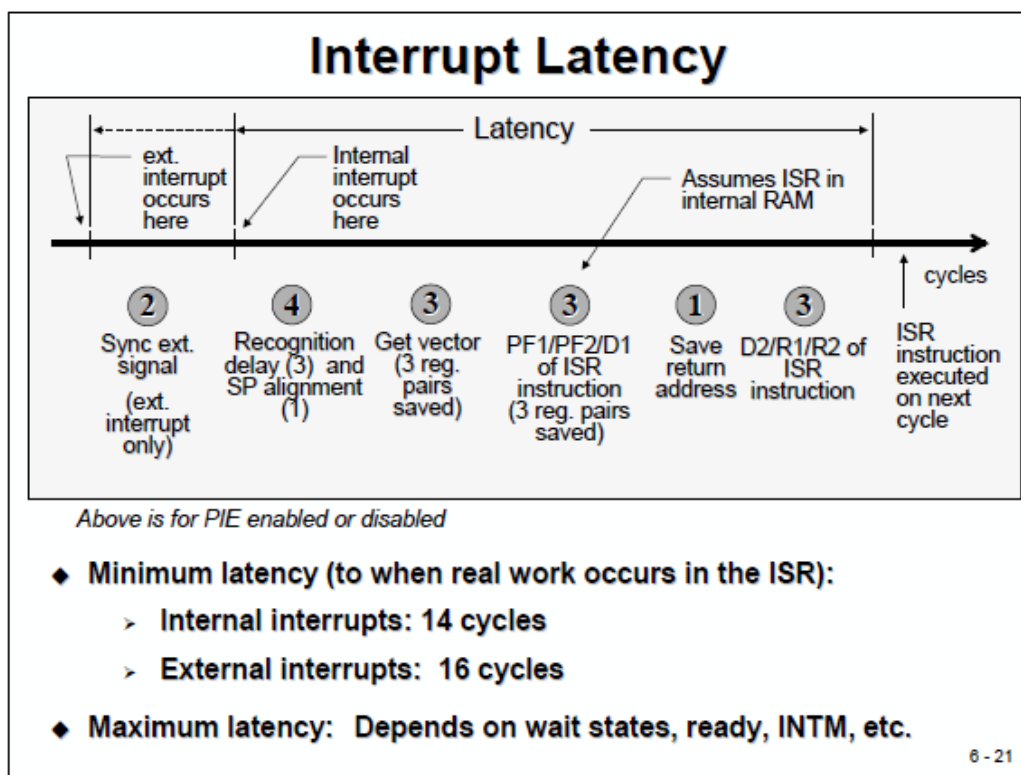 Interrupt Latency
Latency
ext.
interrupt
occurs
here
Internal
interrupt
occurs
here
Assumes ISR in
internal RAM
cycles
2
Sync ext.
signal
(ext.
interrupt
only)
4
Recognition
delay (3) and
SP alignment
(1)
3
Get vector
(3 reg.
pairs
saved)
3
PF1/PF2/D1
of ISR
instruction
(3 reg. pairs
saved)
1
Save
return
address
3
D2/R1/R2 of
ISR
instruction
ISR
instruction
executed
on next
cycle
Above is for PIE enabled or disabled
◆ Minimum latency (to when real work occurs in the ISR):
➢ Internal interrupts: 14 cycles
➢ External interrupts: 16 cycles
◆ Maximum latency: Depends on wait states, ready, INTM, etc.
6 - 21